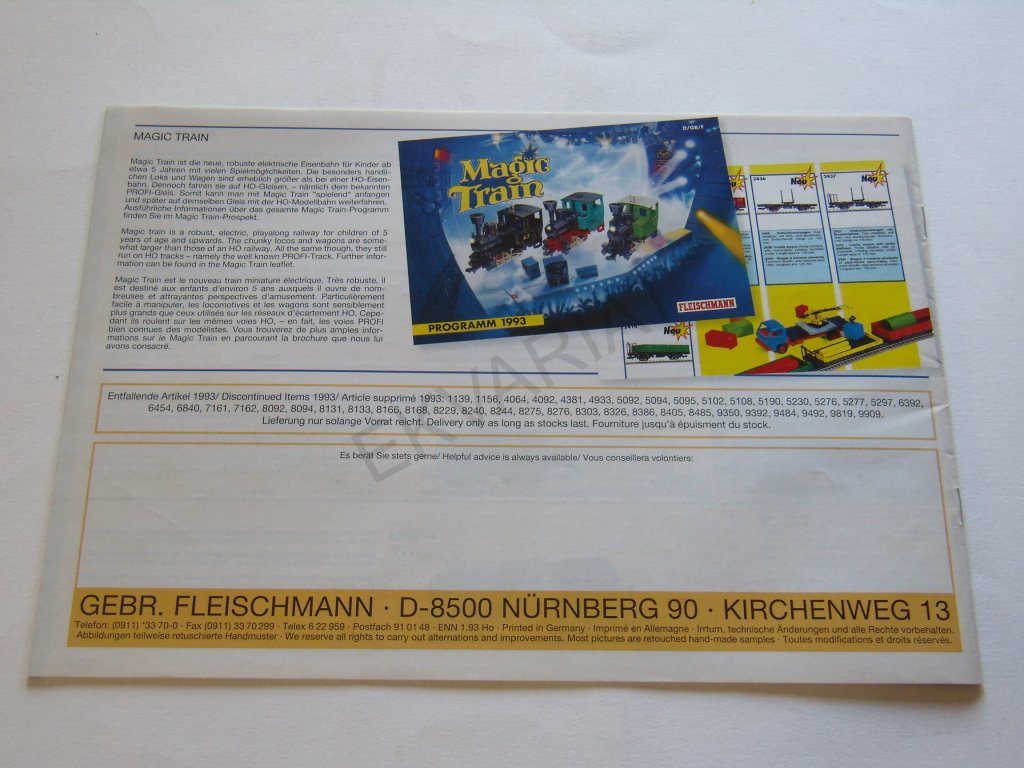 MAGIC TRAIN
Magic Train ist die neue, robuste elektrische Eisenbahn für Kinder ab
etwa 5 Jahren mit vielen Spielmöglichkeiten. Die besonders handli-
chen Loks und Wagen sind erheblich größer als bei einer HO-Eisen-
bahn. Dennoch fahren sie auf HO-Gleisen, – nämlich dem bekannten
PROFI-Gleis. Somit kann man mit Magic Train "spielend" anfangen
und später auf demselben Gleis mit der HO-Modellbahn weiterfahren.
Ausführliche Informationen über das gesamte Magic Train-Programm
finden Sie im Magic Train-Prospekt.
Magic train is a robust, electric, playalong railway for children of 5
years of age and upwards. The chunky locos and wagons are some-
what larger than those of an HO railway. All the same though, they still
run on HO tracks – namely the well known PROFI-Track. Further infor-
mation can be found in the Magic Train leaflet.
Magic Train est le nouveau train miniature électrique. Très robuste, il
est destiné aux enfants d'environ 5 ans auxquels il ouvre de nom-
breuses et attrayantes perspectives d'amusement. Particulièrement
facile à manipuler, les locomotives et les wagons sont sensiblement
plus grands que ceux utilisés sur les réseaux d'écartement HO. Cepe-
dant ils roulent sur les mêmes voies HO, – en fait, les voies PROFI
bien connues des modélistes. Vous trouverez de plus amples infor-
mations sur le Magic Train en parcourant la brochure que nous lui
avons consacré.
D/GB/F
Magic
Train
FLEISCHMANN
PROGRAMM 1993
2436
Neu
2437
Neu
Neu
Entfallende Artikel 1993/ Discontinued Items 1993/ Article supprimé 1993: 1139, 1156, 4064, 4092, 4381, 4933, 5092, 5094, 5095, 5102, 5108, 5190, 5230, 5276, 5277, 5297, 6392,
6454, 6840, 7161, 7162, 8092, 8094, 8131, 8133, 8166, 8168, 8229, 8240, 8244, 8275, 8276, 8303, 8326, 8386, 8405, 8485, 9350, 9392, 9484, 9492, 9819, 9909.
Lieferung nur solange Vorrat reicht. Delivery only as long as stocks last. Fourniture jusqu'à épuisment du stock.
Es berät Sie stets gerne/ Helpful advice is always available/ Vous conseillera volontiers:
GEBR. FLEISCHMANN · D-8500 NÜRNBERG 90 · KIRCHENWEG 13
Telefon: (0911) *33 70-0 · Fax (0911) 33 70 299 · Telex 6 22 959 · Postfach 91 01 48 · ENN 1.93 Ho · Printed in Germany · Imprimé en Allemagne · Irrtum, technische Änderungen und alle Rechte vorbehalten.
Abbildungen teilweise retuschierte Handmuster · We reserve all rights to carry out alternations and improvements. Most pictures are retouched hand-made samples · Toutes modifications et droits réservés.